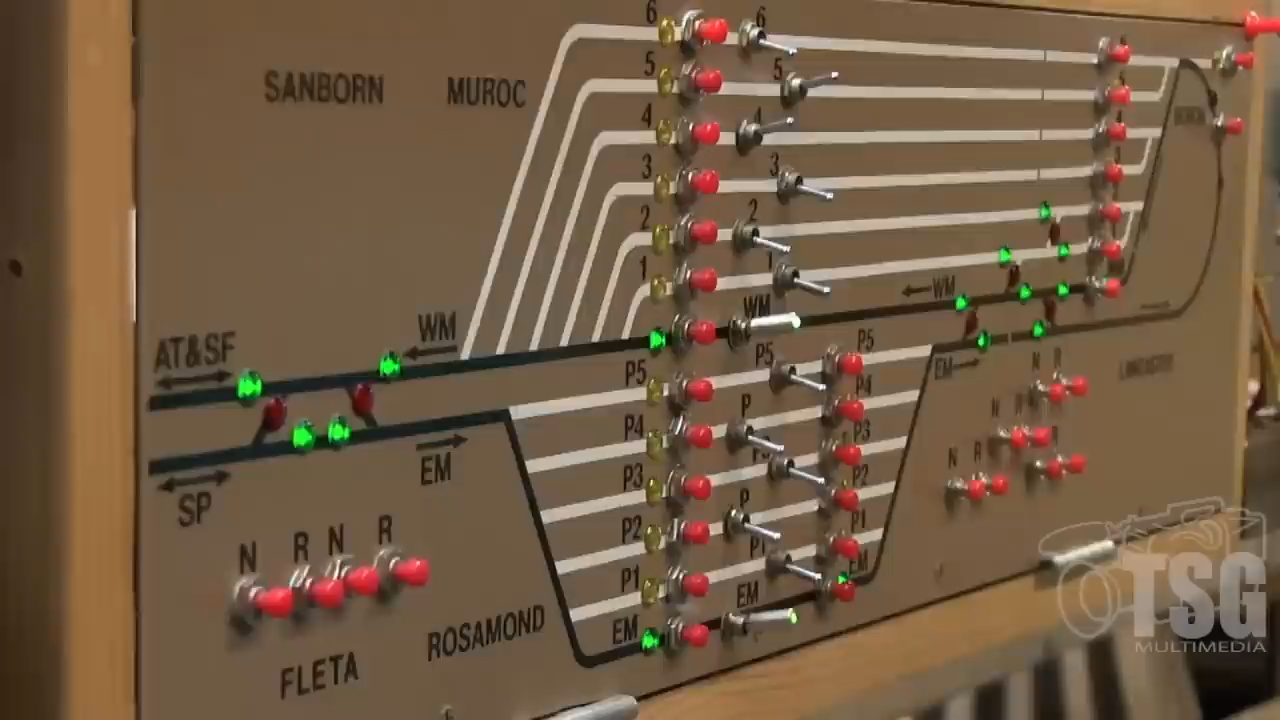 SANBORN
MUROC
6
6
5
5
4
4
3
3
2
2
1
1
AT&SF
WM
WM
WM
SP
EM
EM
P5
P5
P5
P4
P
P4
P3
P3
P2
P
P2
P1
P1
P1
EM
EM
EM
N R N R
FLETA
ROSAMOND
N R
N R
R
N R
LANCASTER
TSG
MULTIMEDIA